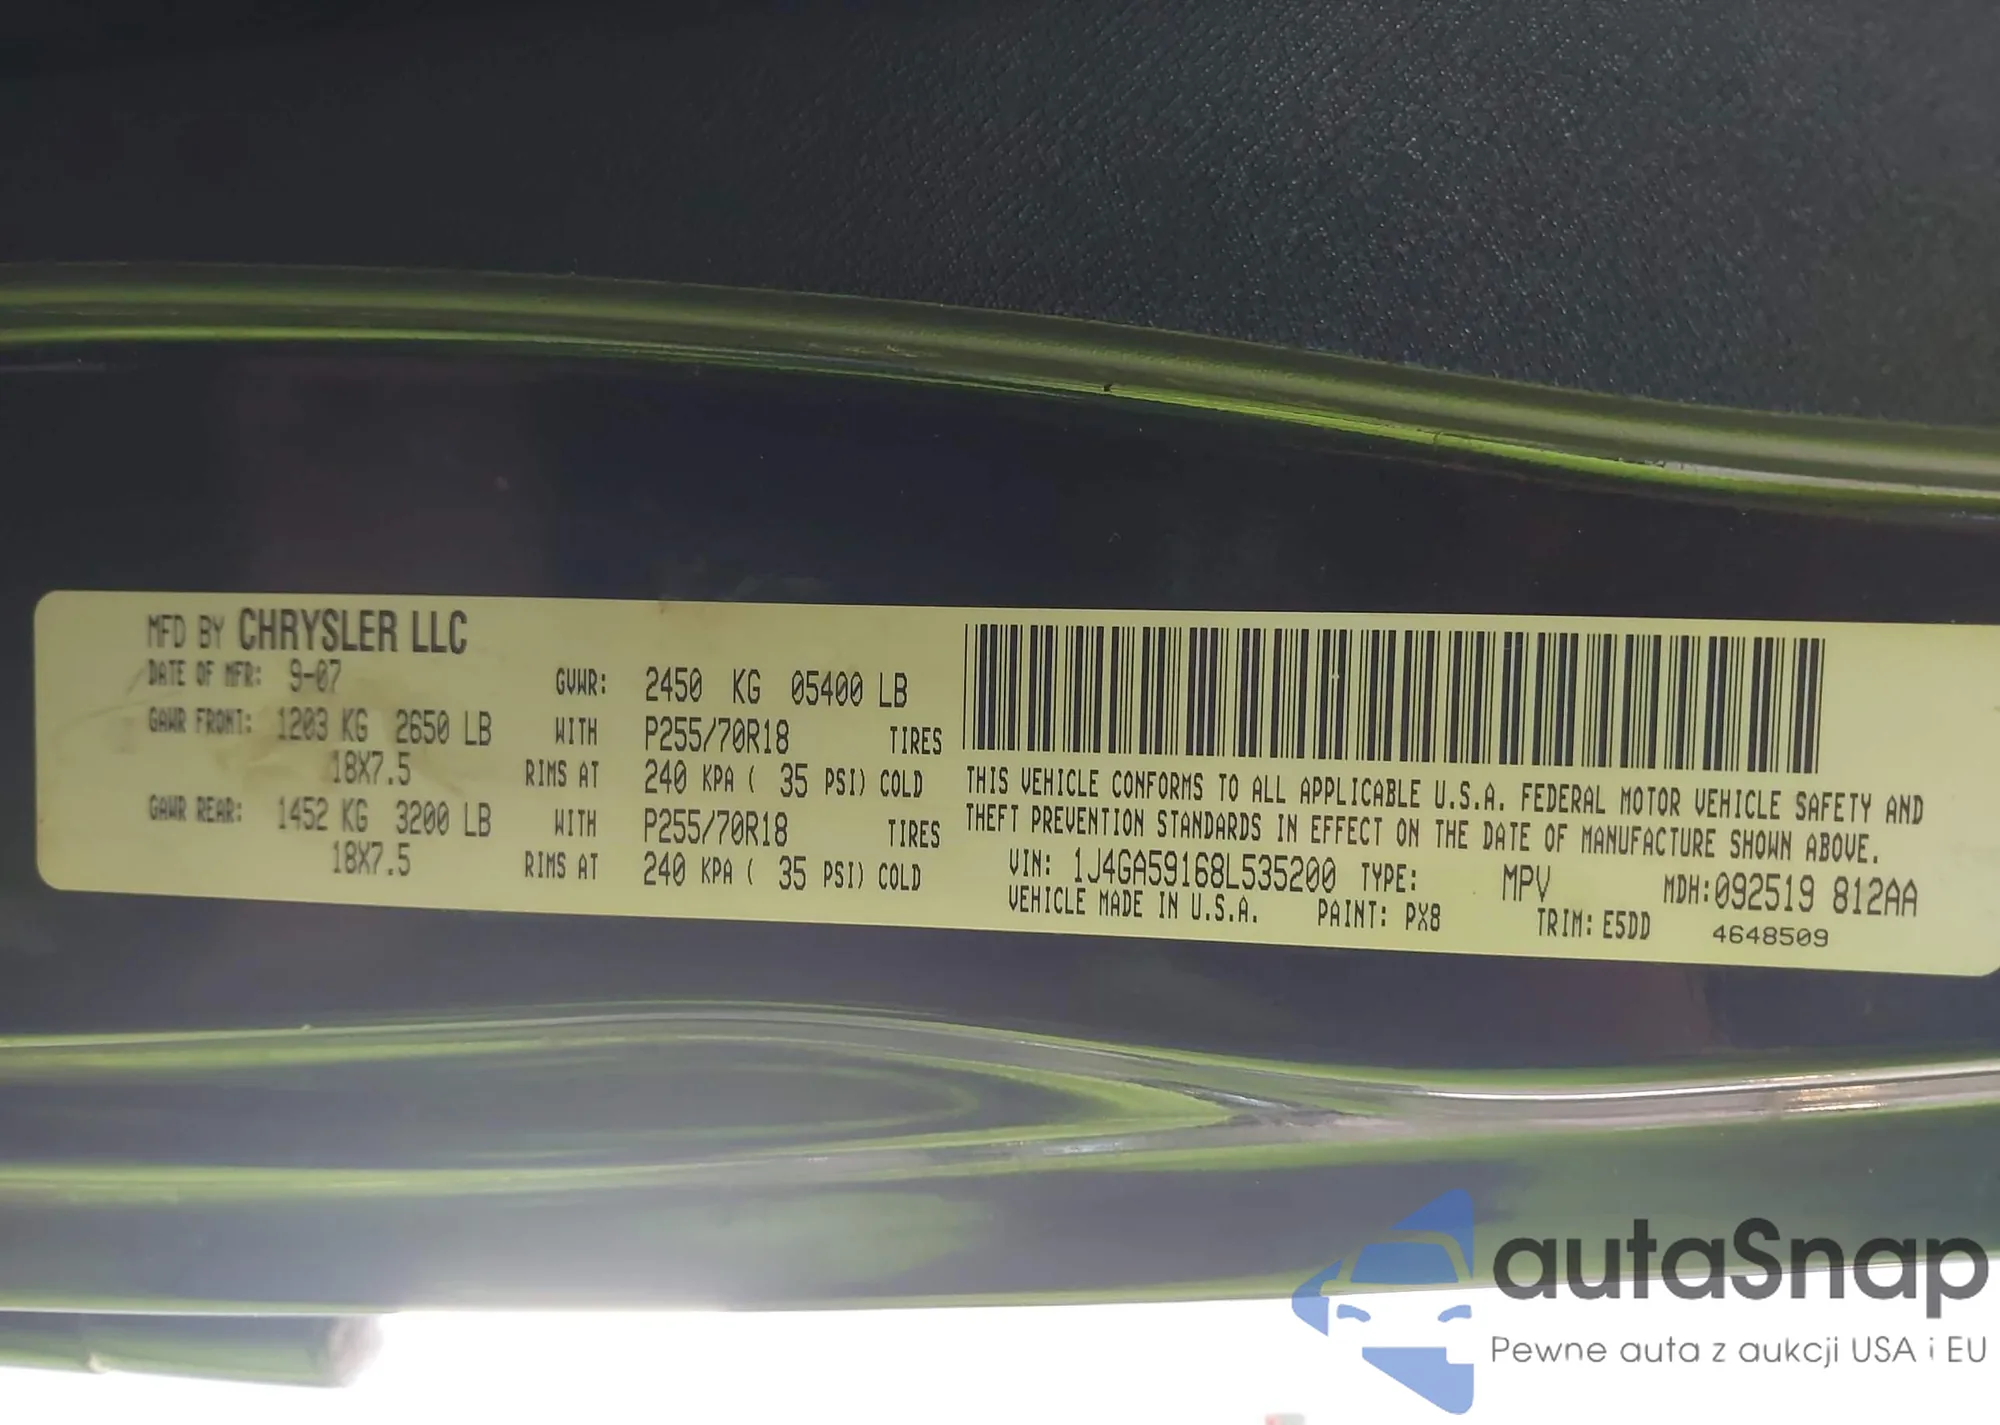 MFD BY CHRYSLER LLC
DATE OF MFR: 9-07 GVWR: 2450 KG 05400 LB
GAWR FRONT: 1203 KG 2650 LB WITH P255/70R18 TIRES
18X7.5 RIMS AT 240 KPA ( 35 PSI) COLD
GAWR REAR: 1452 KG 3200 LB WITH P255/70R18 TIRES
18X7.5 RIMS AT 240 KPA ( 35 PSI) COLD
THIS VEHICLE CONFORMS TO ALL APPLICABLE U.S.A. FEDERAL MOTOR VEHICLE SAFETY AND
THEFT PREVENTION STANDARDS IN EFFECT ON THE DATE OF MANUFACTURE SHOWN ABOVE.
VIN: 1J4GA59168L535200 TYPE: MPV MDH:092519 812AA
VEHICLE MADE IN U.S.A. PAINT: PX8 TRIM: E5DD 4648509
autaSnap
Pewne auta z aukcji USA i EU